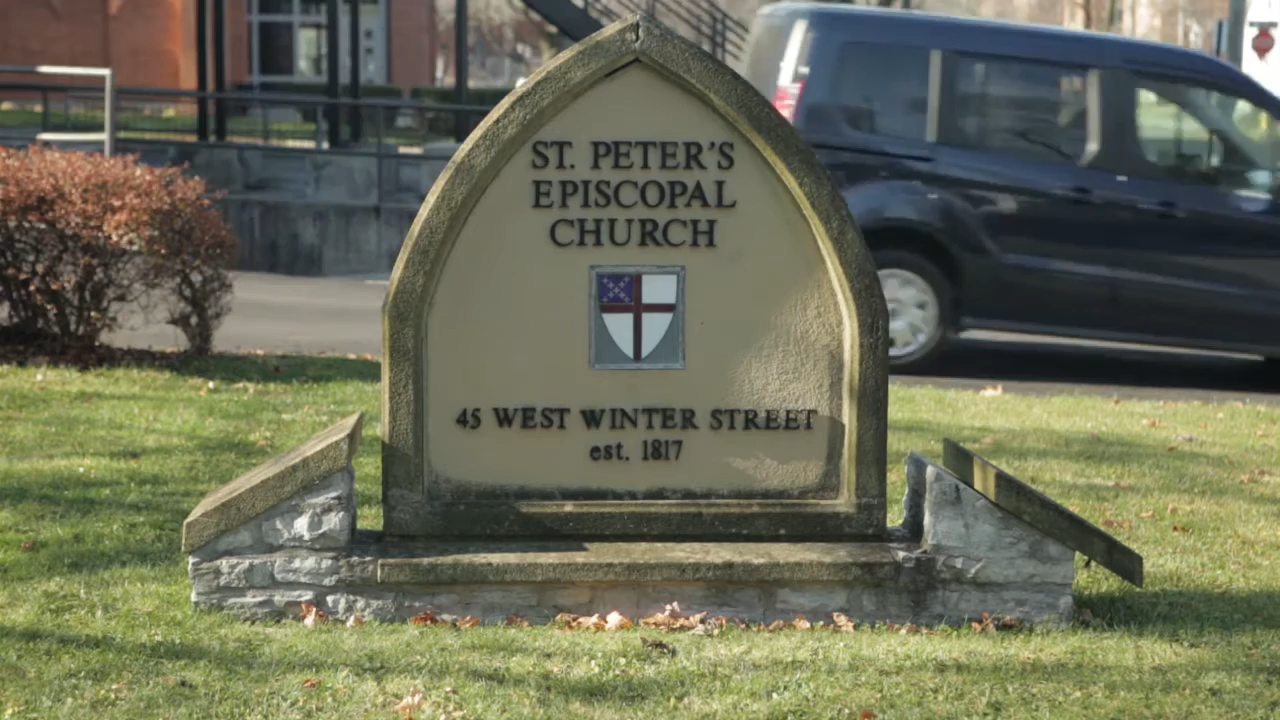 ST. PETER'S
EPISCOPAL
CHURCH
45 WEST WINTER STREET
est. 1817